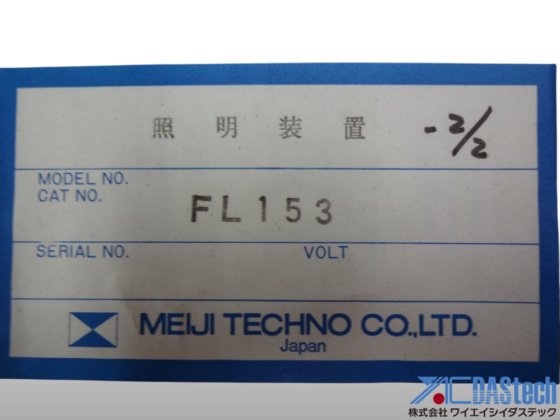 照明装置 -2/2
MODEL NO.
CAT NO.
FL153
SERIAL NO. VOLT
MEIJI TECHNO CO.,LTD.
Japan
YAC DAStech
株式会社 ワイエイシイダステック